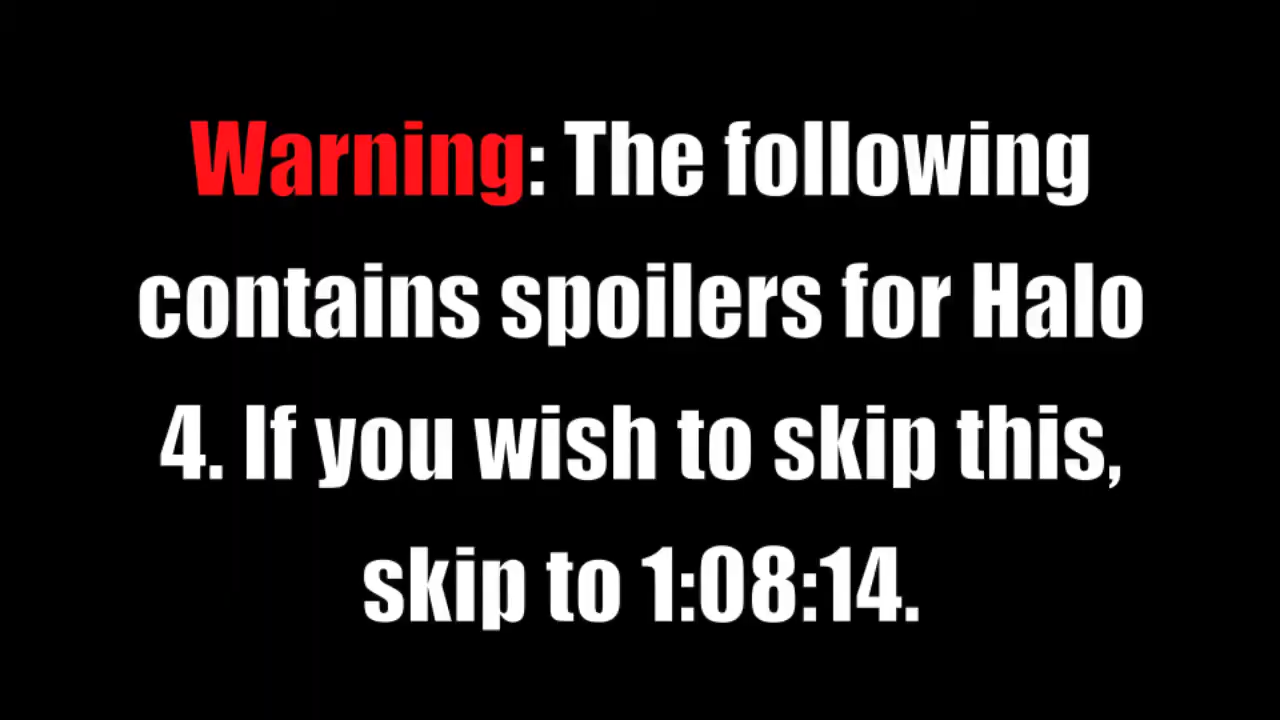 Warning: The following
contains spoilers for Halo
4. If you wish to skip this,
skip to 1:08:14.